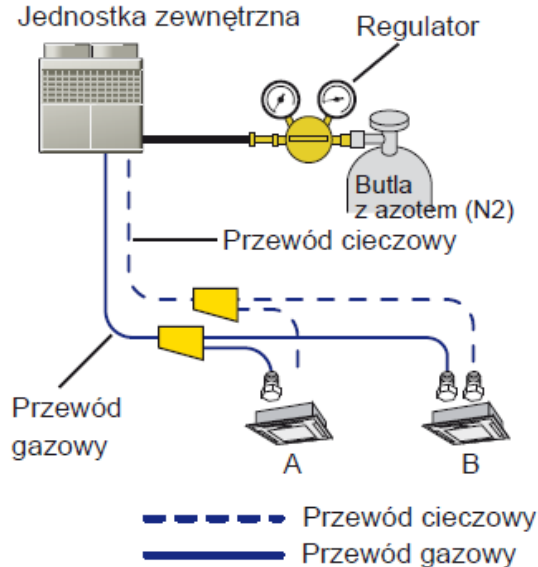 Jednostka zewnętrzna
Regulator
Butla
z azotem (N2)
Przewód cieczowy
Przewód
gazowy
A
B
Przewód cieczowy
Przewód gazowy